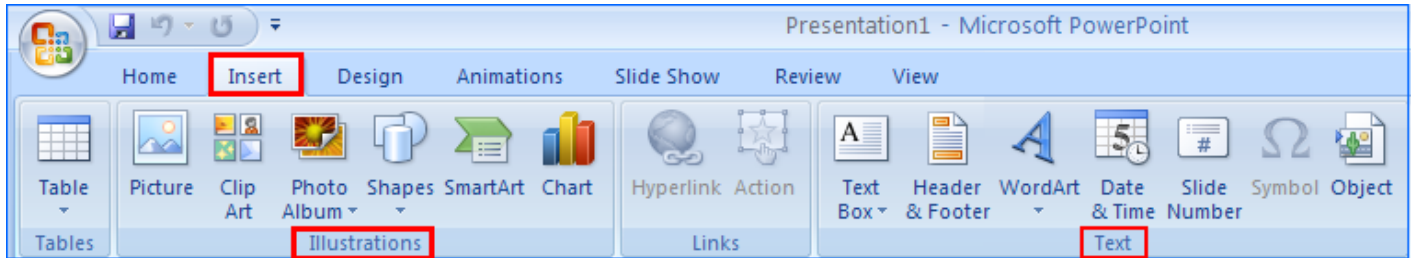 Presentation1 - Microsoft PowerPoint
Home Insert Design Animations Slide Show Review View
Table Picture Clip Photo Shapes SmartArt Chart Hyperlink Action Text Header WordArt Date Slide Symbol Object
Art Album Box & Footer & Time Number
Tables Illustrations Links Text